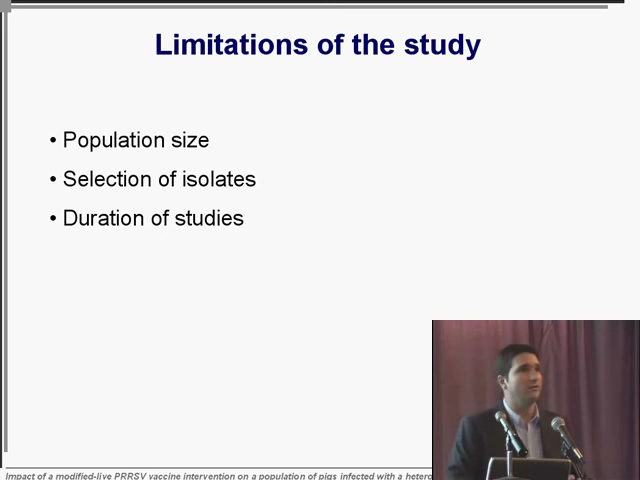 Limitations of the study
• Population size
• Selection of isolates
• Duration of studies
Impact of a modified-live PRRSV vaccine intervention on a population of pigs infected with a